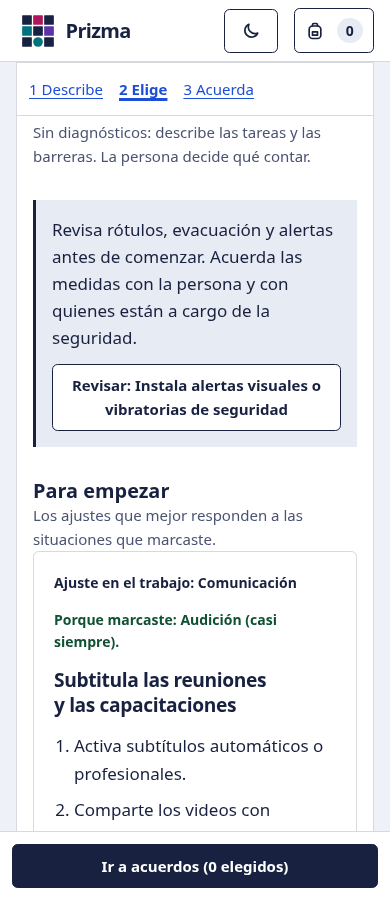 Prizma
0
1 Describe 2 Elige 3 Acuerda
Sin diagnósticos: describe las tareas y las
barreras. La persona decide qué contar.
Revisa rótulos, evacuación y alertas
antes de comenzar. Acuerda las
medidas con la persona y con
quienes están a cargo de la
seguridad.
Revisar: Instala alertas visuales o
vibratorias de seguridad
Para empezar
Los ajustes que mejor responden a las
situaciones que marcaste.
Ajuste en el trabajo: Comunicación
Porque marcaste: Audición (casi
siempre).
Subtitula las reuniones
y las capacitaciones
1. Activa subtítulos automáticos o
profesionales.
2. Comparte los videos con
Ir a acuerdos (0 elegidos)